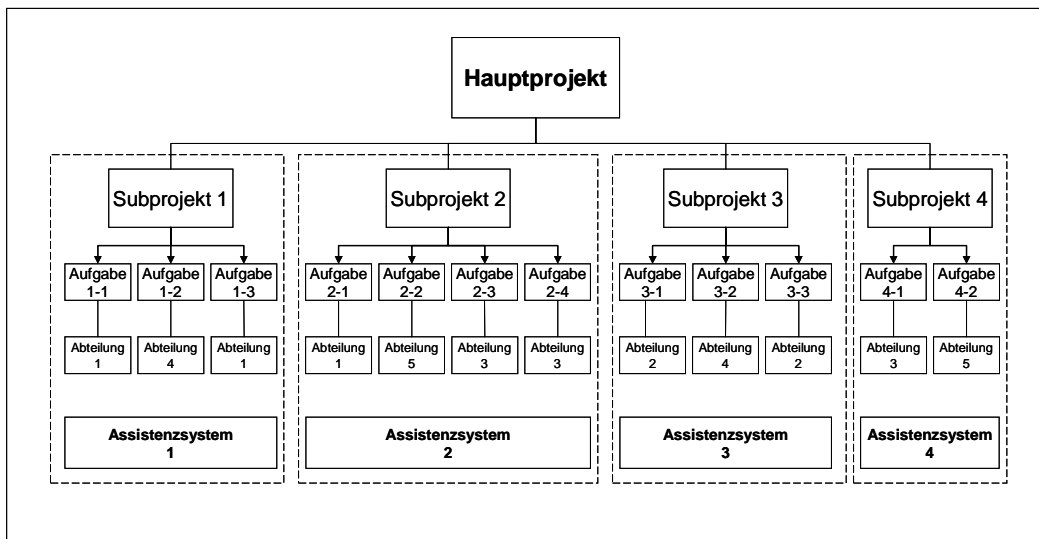 Hauptprojekt
Subprojekt 1
Subprojekt 2
Subprojekt 3
Subprojekt 4
Aufgabe
1-1
Aufgabe
1-2
Aufgabe
1-3
Aufgabe
2-1
Aufgabe
2-2
Aufgabe
2-3
Aufgabe
2-4
Aufgabe
3-1
Aufgabe
3-2
Aufgabe
3-3
Aufgabe
4-1
Aufgabe
4-2
Abteilung
1
Abteilung
4
Abteilung
1
Abteilung
1
Abteilung
5
Abteilung
3
Abteilung
3
Abteilung
2
Abteilung
4
Abteilung
2
Abteilung
3
Abteilung
5
Assistenzsystem
1
Assistenzsystem
2
Assistenzsystem
3
Assistenzsystem
4